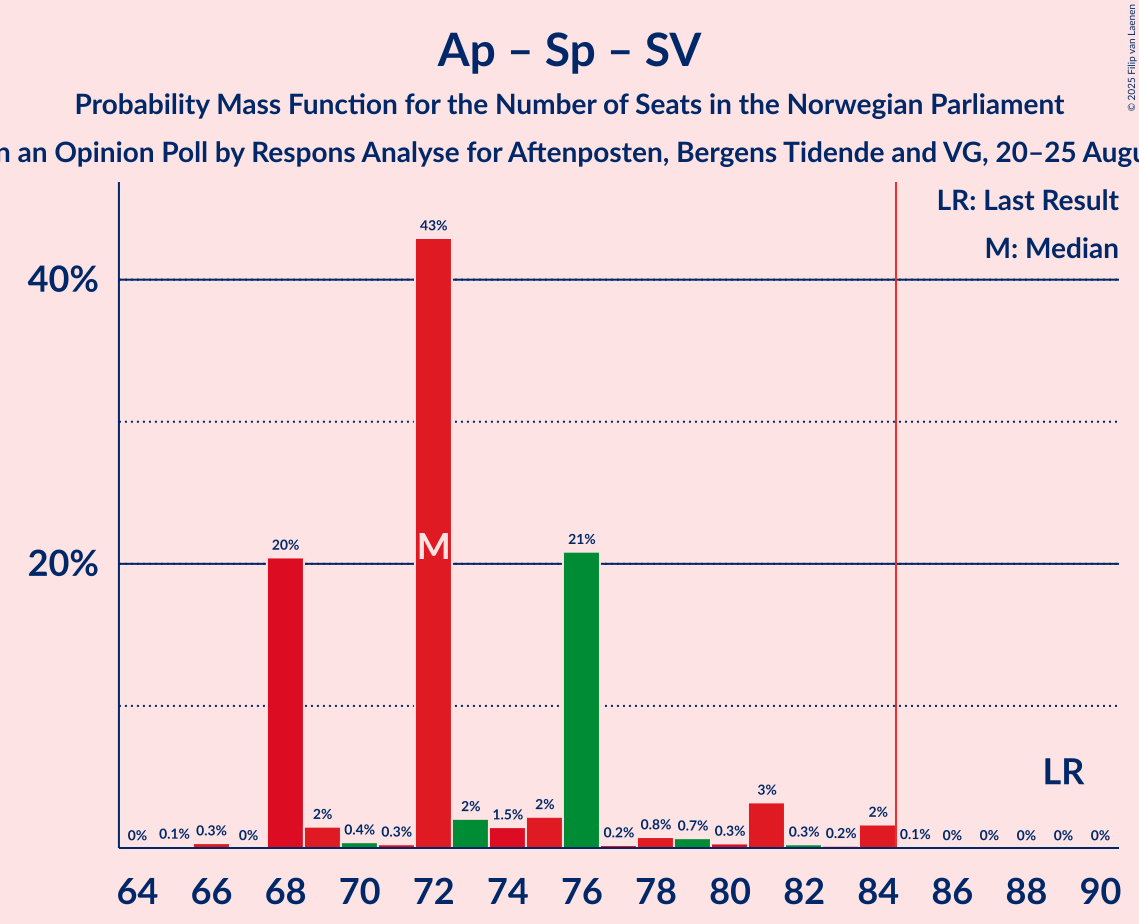 Ap – Sp – SV
Probability Mass Function for the Number of Seats in the Norwegian Parliament
an Opinion Poll by Respons Analyse for Aftenposten, Bergens Tidende and VG, 20–25
© 2025 Filip van Laenen
LR: Last Result
M: Median
40%
20%
0% 0.1% 0.3% 0% 20% 2% 0.4% 0.3% 43% 2% 1.5% 2% 21% 0.2% 0.8% 0.7% 0.3% 3% 0.3% 0.2% 2% 0.1% 0% 0% 0% 0% 0%
M
LR
64 66 68 70 72 74 76 78 80 82 84 86 88 90